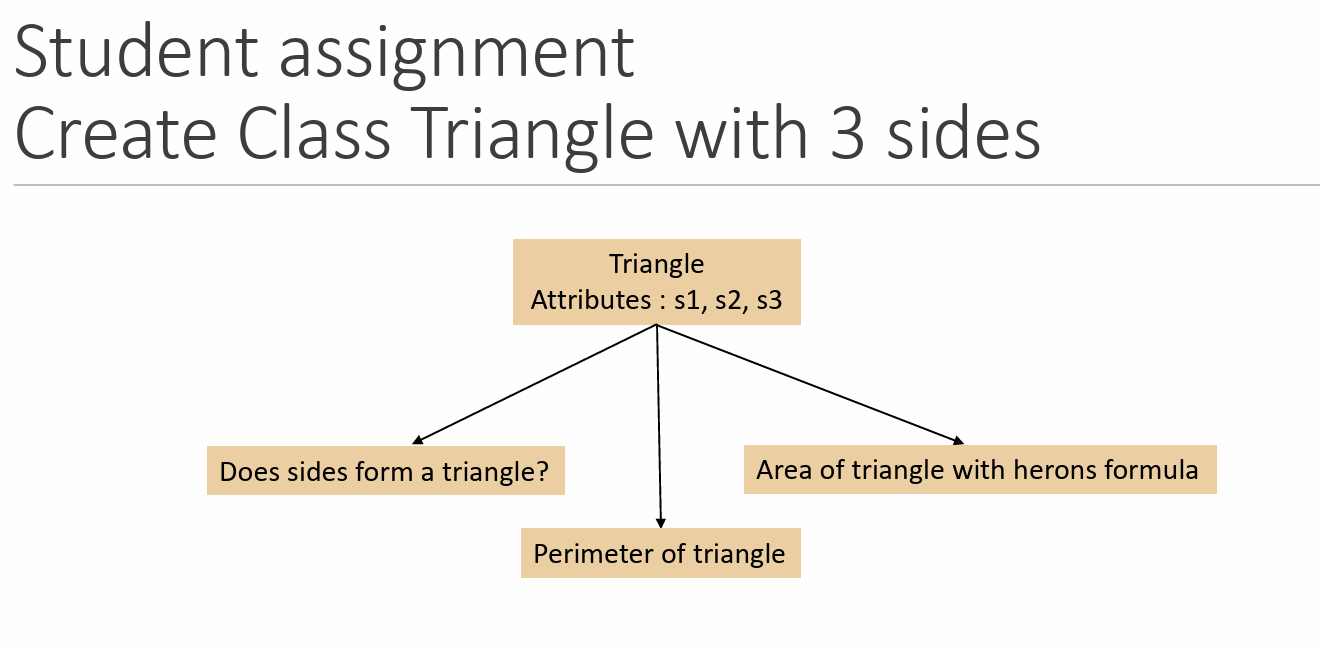 Student assignment
Create Class Triangle with 3 sides
Triangle
Attributes : s1, s2, s3
Does sides form a triangle?
Area of triangle with herons formula
Perimeter of triangle